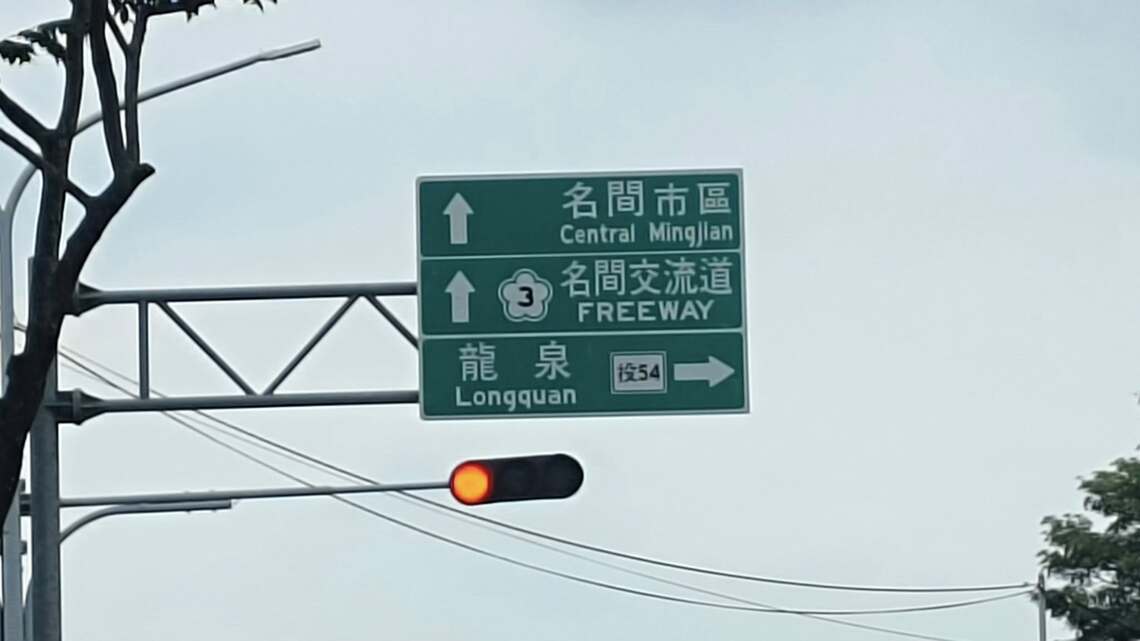 名間市區
Central Mingjian
3 名間交流道
FREEWAY
龍泉 投54
Longquan